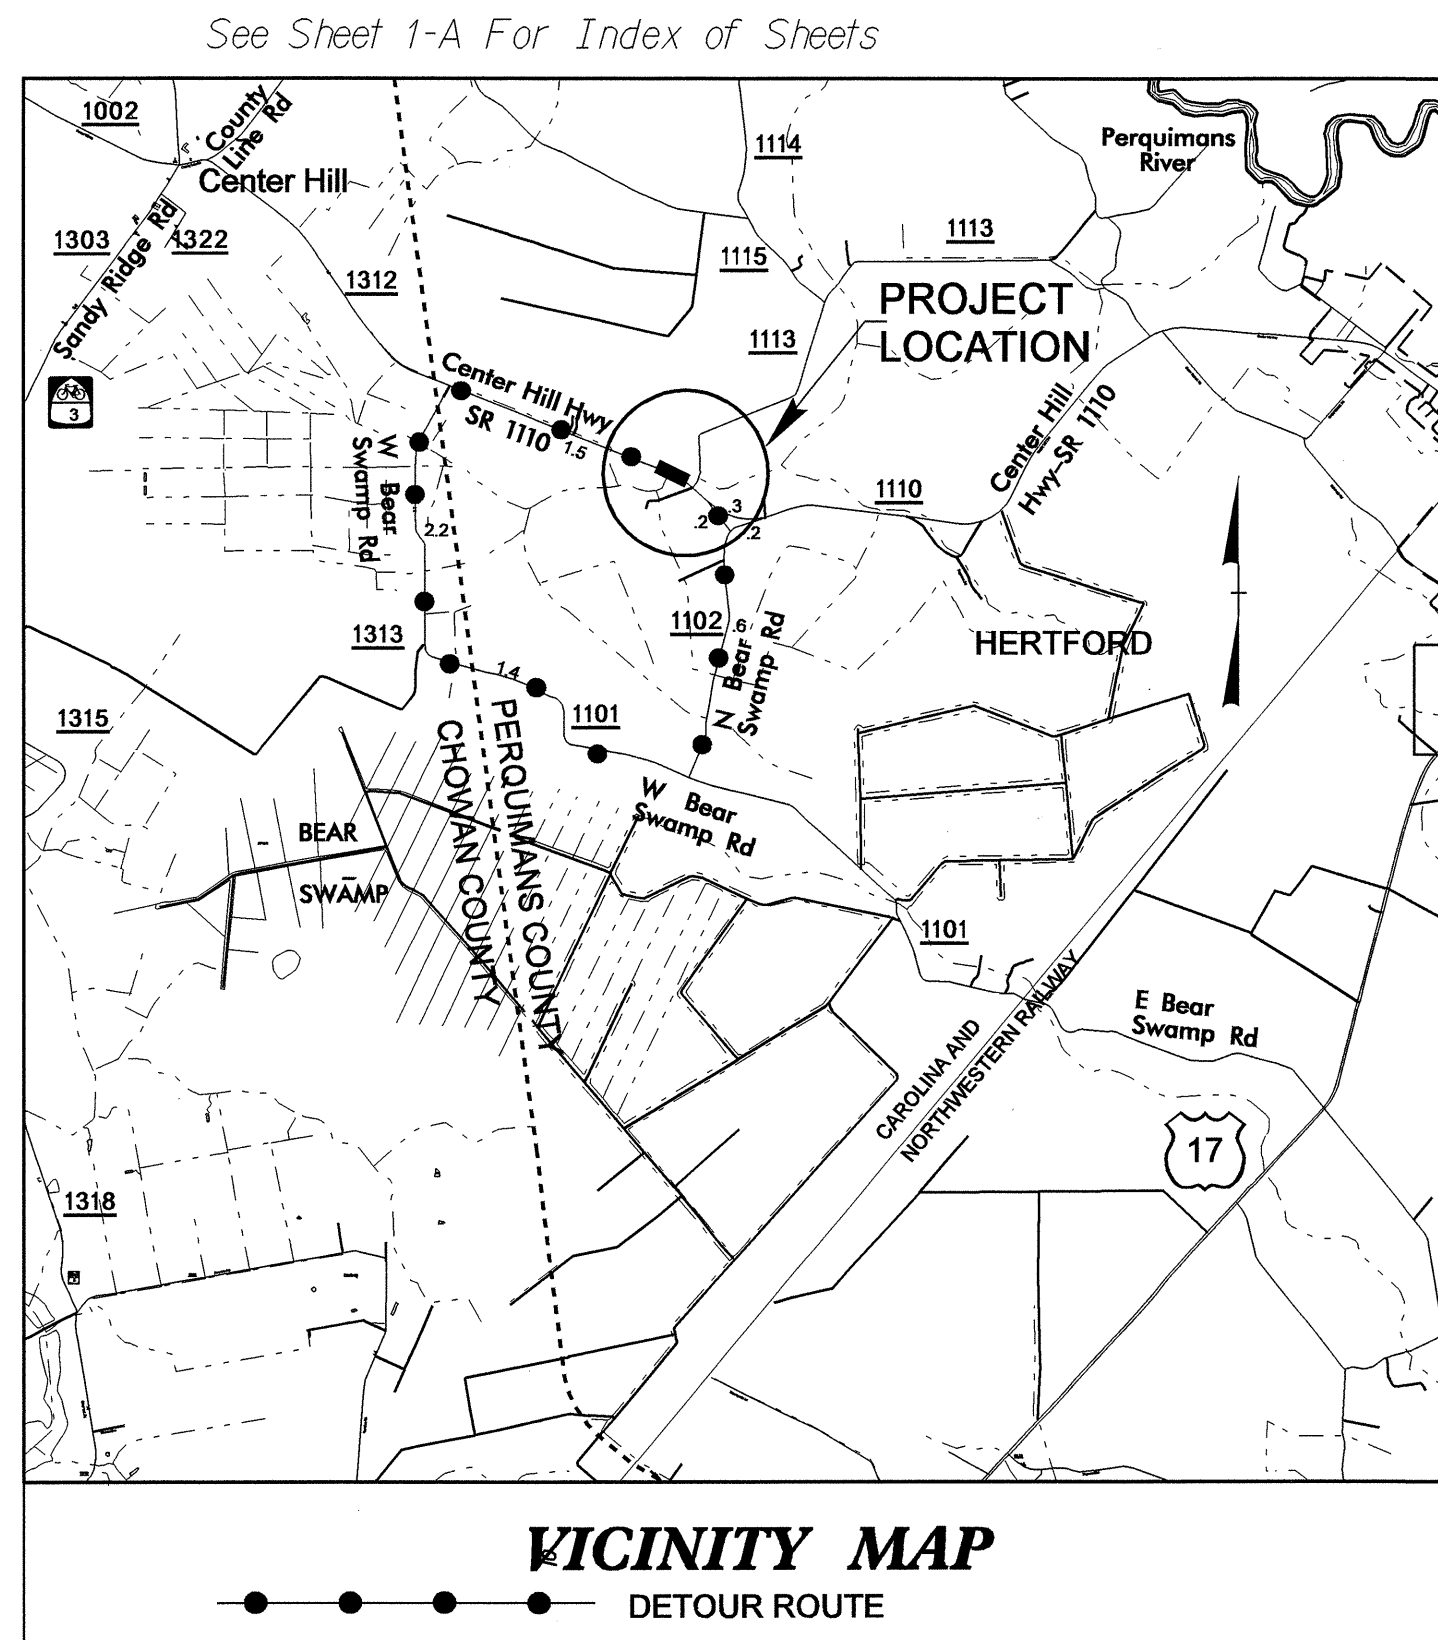 See Sheet 1-A For Index of Sheets
1002
County
Line Rd
Center Hill
1114
Perquimans
River
1303
1322
Sandy Ridge Rd
1312
1115
1113
PROJECT
LOCATION
1113
3
Center Hill Hwy
SR 1110
1.5
W Bear
Swamp Rd
2.2
.2
.3
.2
1110
Center Hill
Hwy-SR 1110
1313
1102
.6
N Bear
Swamp Rd
HERTFORD
1.4
1101
1315
PERQUIMANS COUNTY
CHOWAN COUNTY
W Bear
Swamp Rd
BEAR
SWAMP
1101
E Bear
Swamp Rd
CAROLINA AND
NORTHWESTERN RAILWAY
17
1318
VICINITY MAP
DETOUR ROUTE